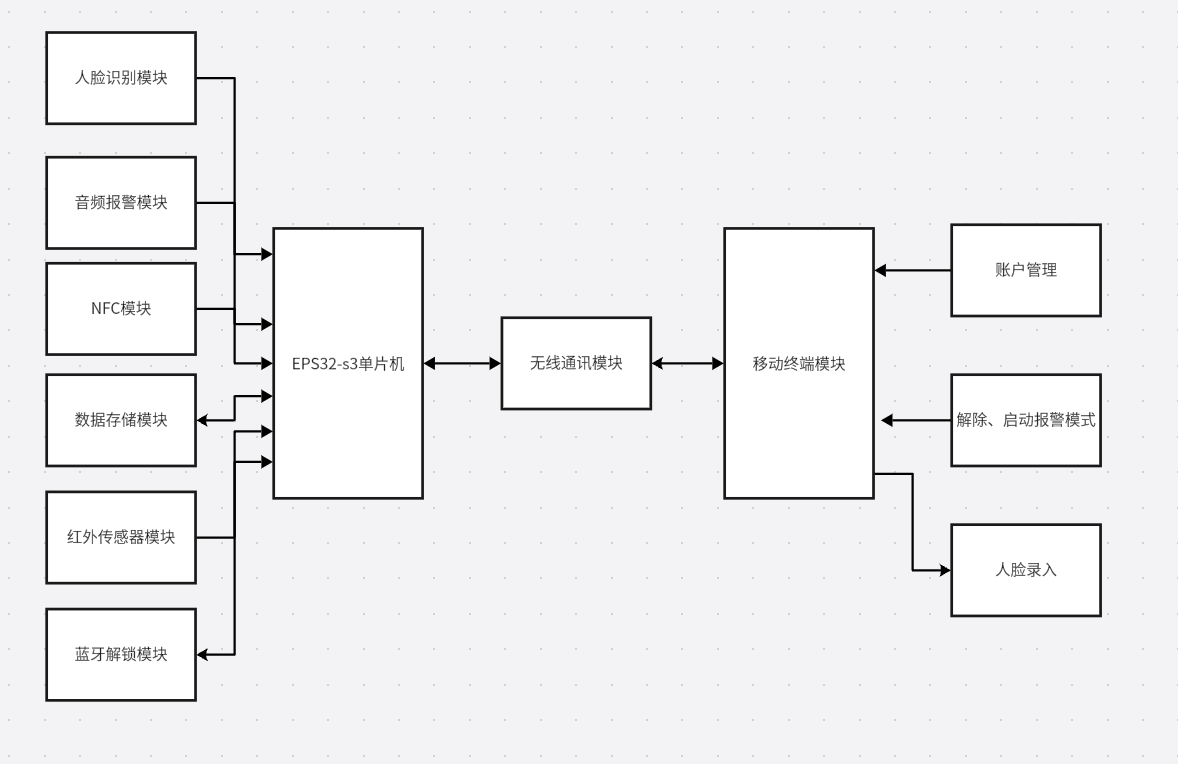 人脸识别模块
音频报警模块
NFC模块
数据存储模块
红外传感器模块
蓝牙解锁模块
EPS32-s3单片机
无线通讯模块
移动终端模块
账户管理
解除、启动报警模式
人脸录入